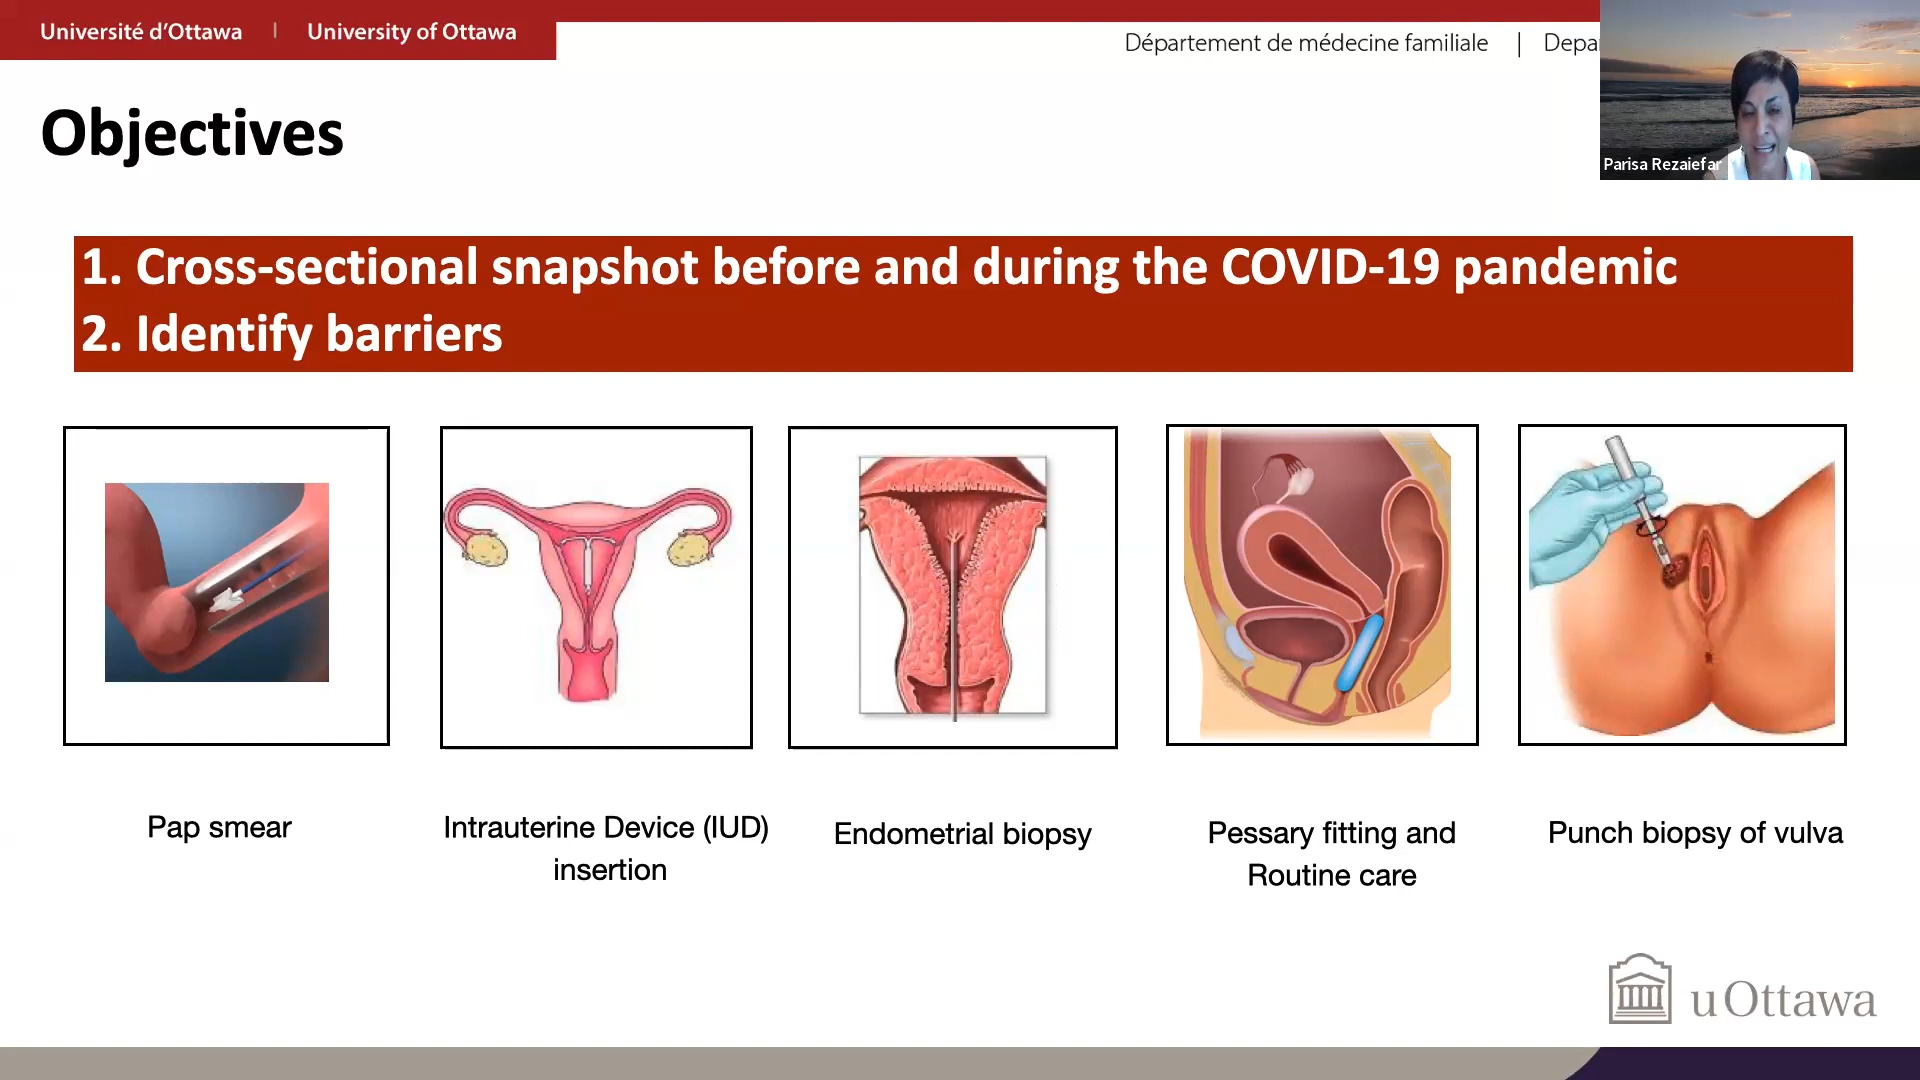 Université d'Ottawa | University of Ottawa
Département de médecine familiale | Depa
Parisa Rezaiefar
Objectives
1. Cross-sectional snapshot before and during the COVID-19 pandemic
2. Identify barriers
Pap smear
Intrauterine Device (IUD)
insertion
Endometrial biopsy
Pessary fitting and
Routine care
Punch biopsy of vulva
uOttawa